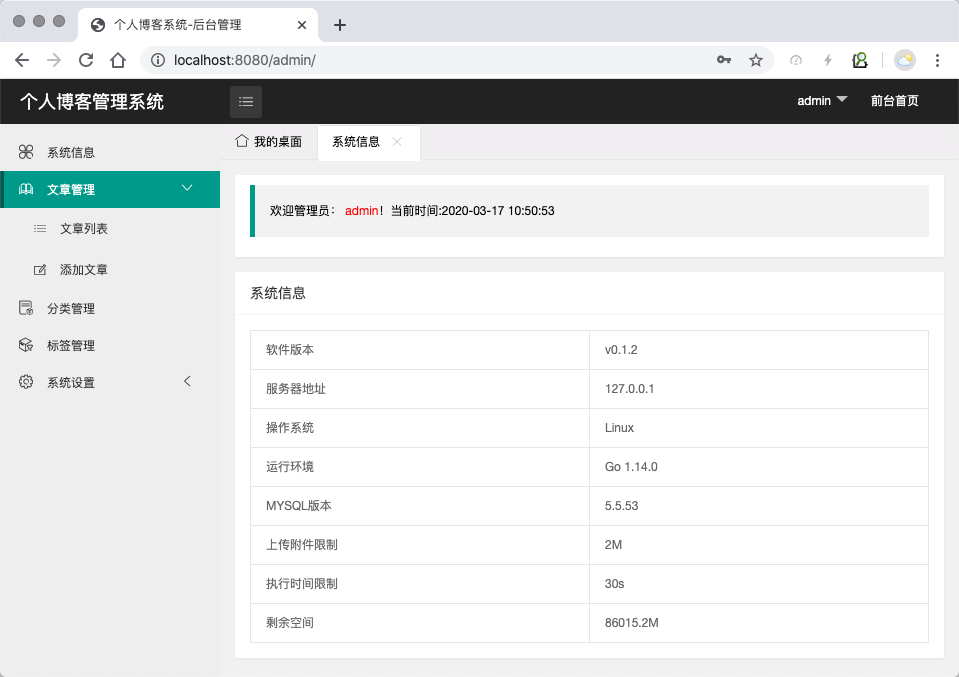 个人博客系统-后台管理
localhost:8080/admin/
个人博客管理系统
admin
前台首页
系统信息
文章管理
文章列表
添加文章
分类管理
标签管理
系统设置
我的桌面
系统信息
欢迎管理员： admin！当前时间:2020-03-17 10:50:53
系统信息
软件版本 v0.1.2
服务器地址 127.0.0.1
操作系统 Linux
运行环境 Go 1.14.0
MYSQL版本 5.5.53
上传附件限制 2M
执行时间限制 30s
剩余空间 86015.2M